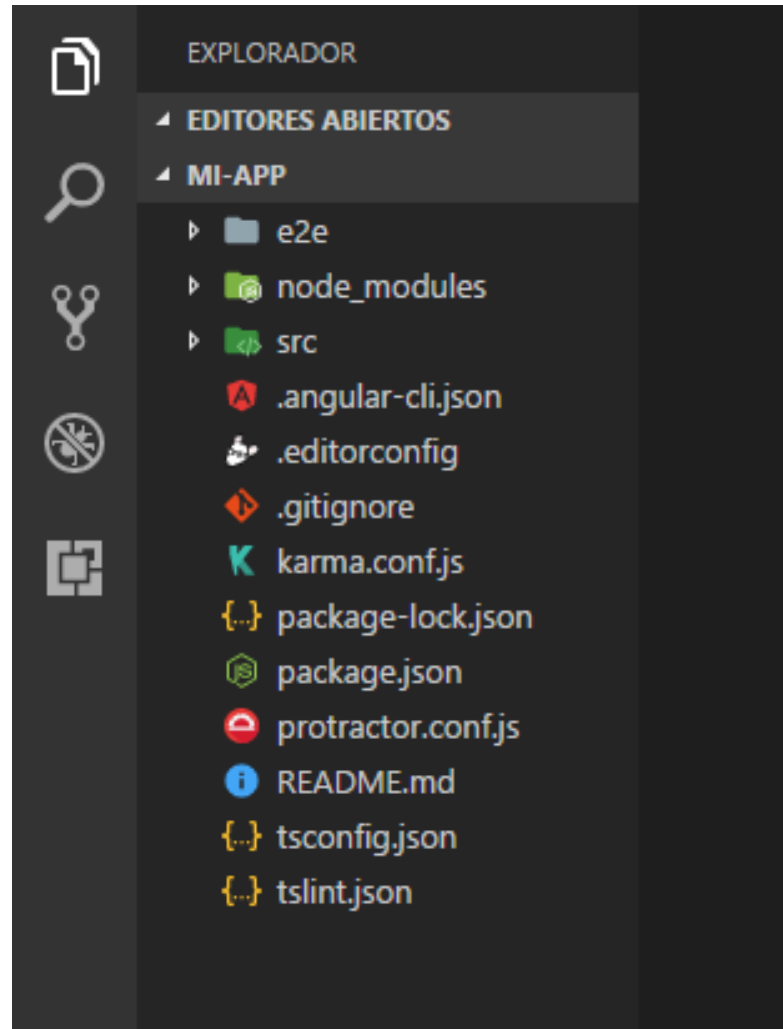 EXPLORADOR
EDITORES ABIERTOS
MI-APP
e2e
node_modules
src
.angular-cli.json
.editorconfig
.gitignore
karma.conf.js
package-lock.json
package.json
protractor.conf.js
README.md
tsconfig.json
tslint.json